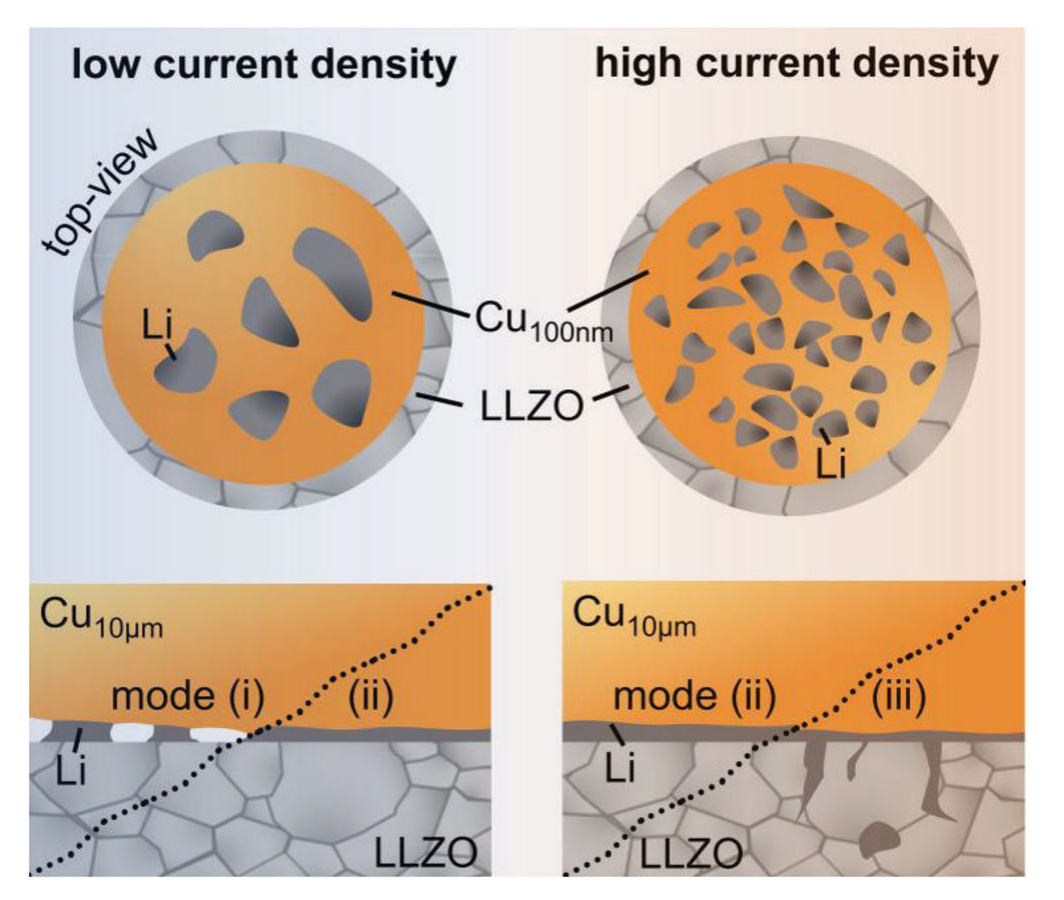 low current density
high current density
top-view
Li
Cu100nm
LLZO
Li
Cu10μm
mode (i)
(ii)
Li
LLZO
Cu10μm
mode (ii)
(iii)
Li
LLZO